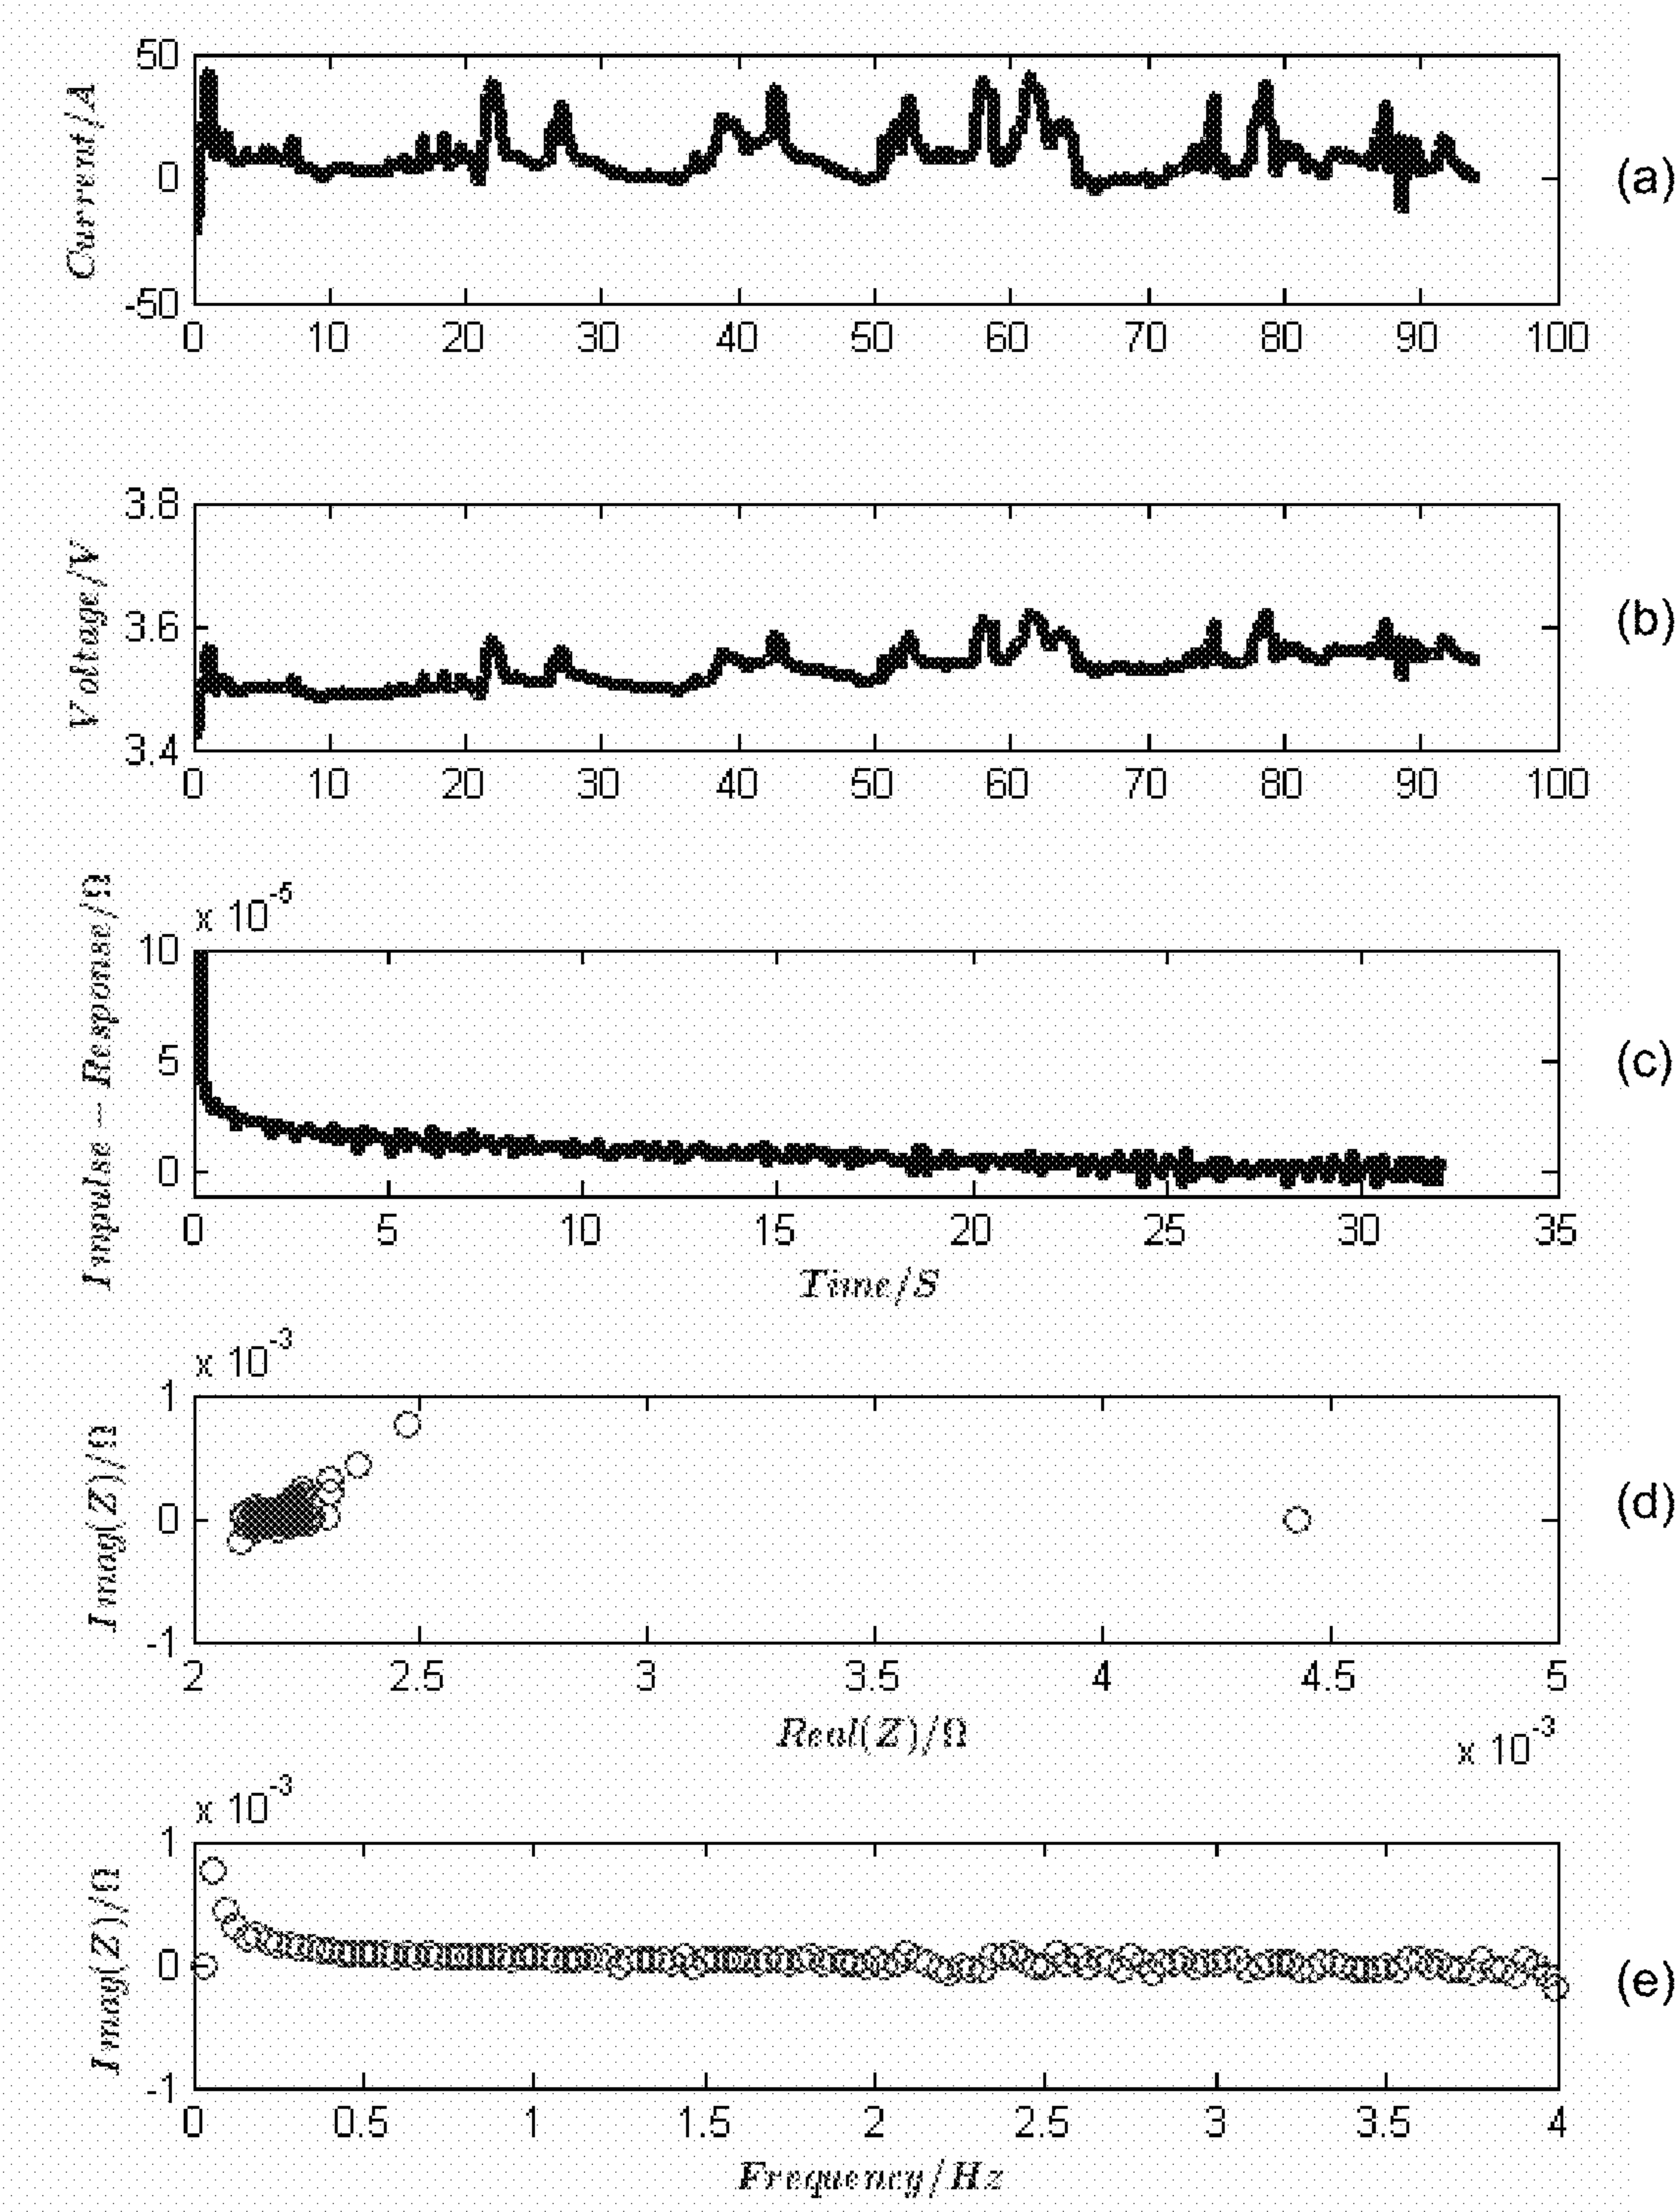 50
0
-50
Current/A
0 10 20 30 40 50 60 70 80 90 100
(a)
3.8
3.6
3.4
Voltage/V
0 10 20 30 40 50 60 70 80 90 100
(b)
x 10-5
10
5
0
Impulse - Response/Ω
0 5 10 15 20 25 30 35
Time/S
(c)
x 10-3
1
0
-1
Imag(Z)/Ω
2 2.5 3 3.5 4 4.5 5
Real(Z)/Ω
x 10-3
(d)
x 10-3
1
0
-1
Imag(Z)/Ω
0 0.5 1 1.5 2 2.5 3 3.5 4
Frequency/Hz
(e)